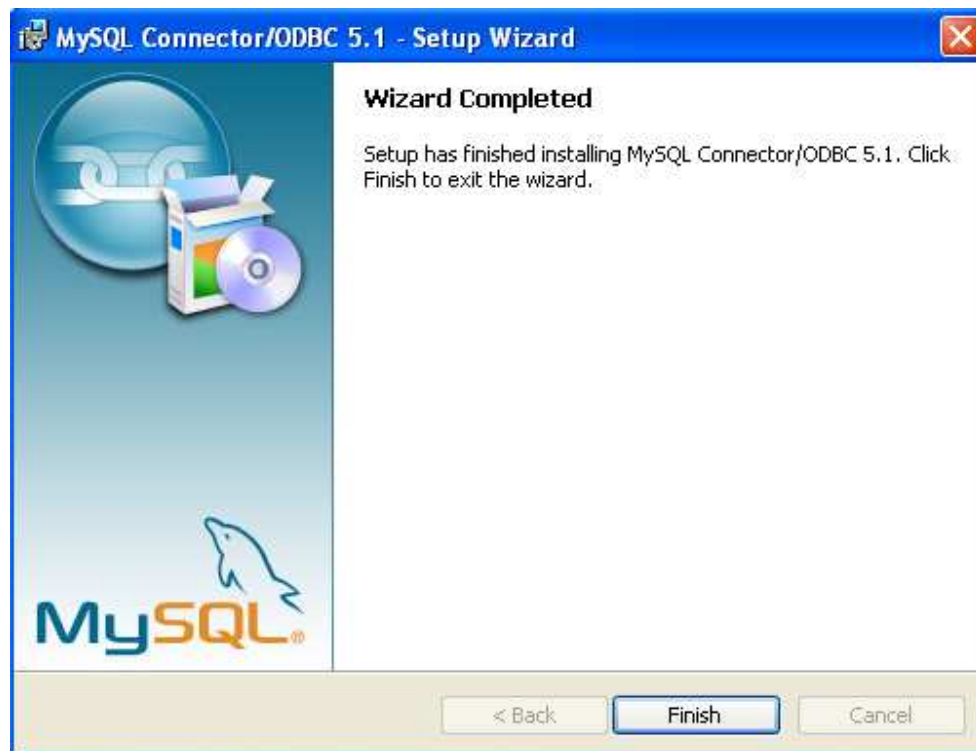 MySQL Connector/ODBC 5.1 - Setup Wizard
Wizard Completed
Setup has finished installing MySQL Connector/ODBC 5.1. Click
Finish to exit the wizard.
MySQL®
< Back
Finish
Cancel